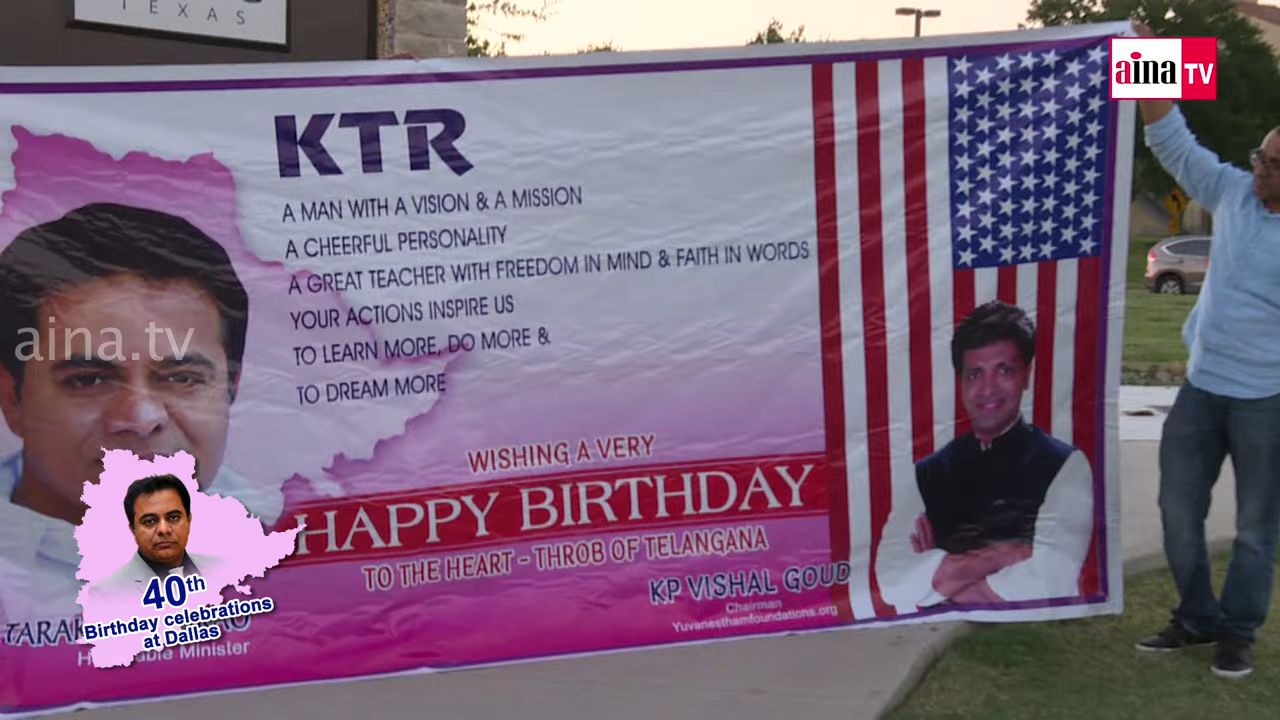 TEXAS
aina TV
KTR
A MAN WITH A VISION & A MISSION
A CHEERFUL PERSONALITY
A GREAT TEACHER WITH FREEDOM IN MIND & FAITH IN WORDS
YOUR ACTIONS INSPIRE US
TO LEARN MORE, DO MORE &
TO DREAM MORE
aina.tv
WISHING A VERY
HAPPY BIRTHDAY
TO THE HEART - THROB OF TELANGANA
KP VISHAL GOUD
Chairman
Yuvanesthamfoundations.org
40th
Birthday celebrations
at Dallas
Minister